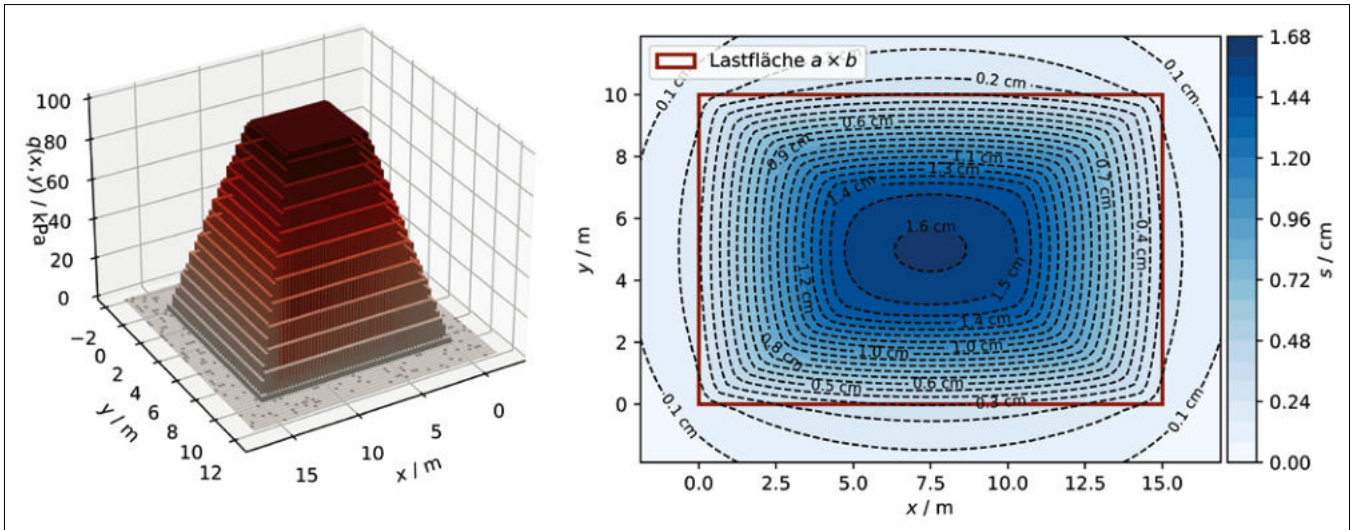 100
80
60
40
20
0
q(x, y) / kPa
−2
0
2
4
6
8
10
12
y / m
15
10
5
0
x / m
Lastfläche a × b
0.1 cm
0.2 cm
0.1 cm
0.6 cm
0.9 cm
1.1 cm
1.3 cm
0.7 cm
1.4 cm
1.6 cm
0.4 cm
1.2 cm
1.5 cm
1.4 cm
0.8 cm
1.0 cm
1.0 cm
0.5 cm
0.6 cm
0.3 cm
0.1 cm
0.1 cm
10
8
6
4
2
0
y / m
0.0
2.5
5.0
7.5
10.0
12.5
15.0
x / m
1.68
1.44
1.20
0.96
0.72
0.48
0.24
0.00
s / cm